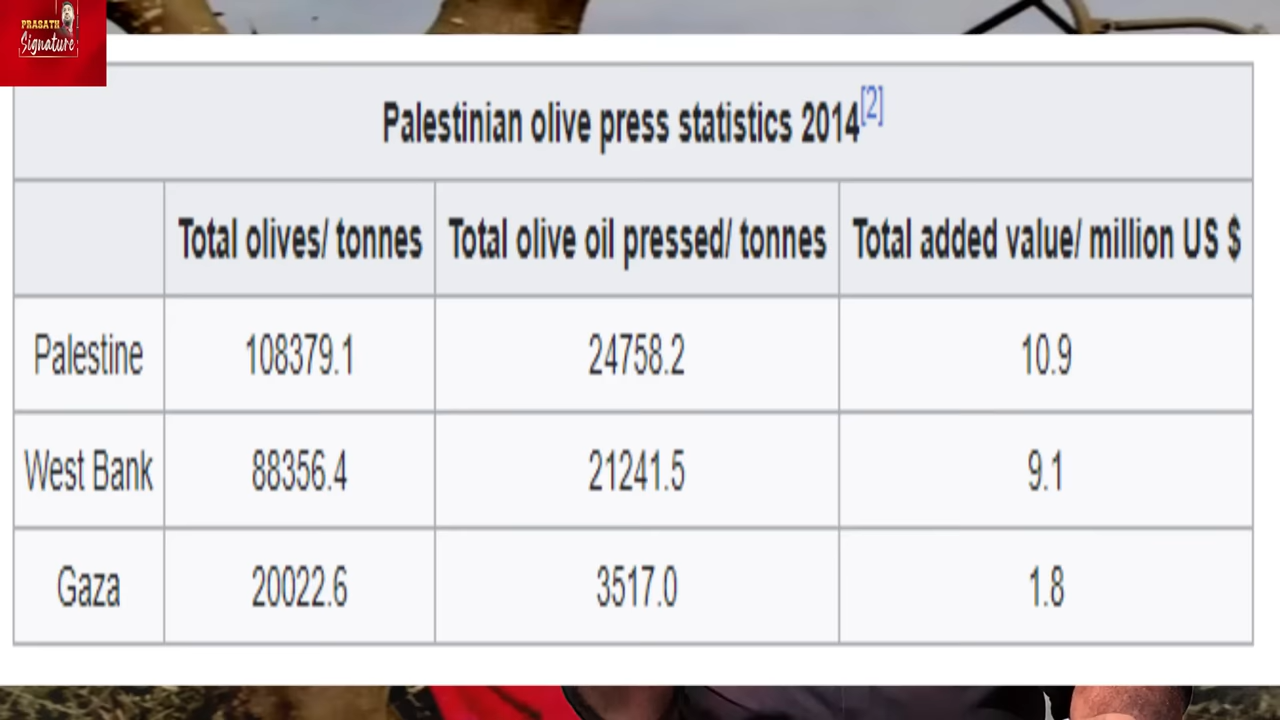 PRASATH
Signature
Palestinian olive press statistics 2014[2]
Total olives/ tonnes Total olive oil pressed/ tonnes Total added value/ million US $
Palestine 108379.1 24758.2 10.9
West Bank 88356.4 21241.5 9.1
Gaza 20022.6 3517.0 1.8